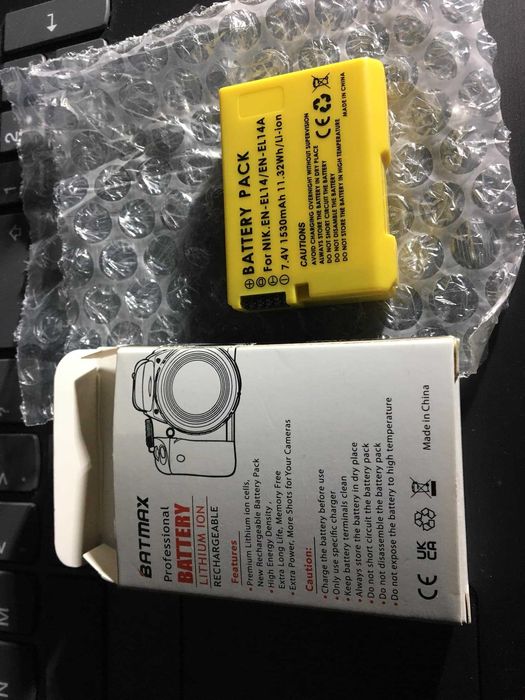 BATTERY PACK
For NIK.EN-EL14/EN-EL14A
7.4V 1530mAh 11.32Wh/Li-ion
CAUTIONS
AVOID CHARGING OVERNIGHT WITHOUT SUPERVISION
ALWAYS STORE THE BATTERY IN DRY PLACE
DO NOT SHORT CIRCUIT THE BATTERY
DO NOT DISASSEMBLE THE BATTERY
DO NOT STORE THE BATTERY IN HIGH TEMPERATURE
CE
MADE IN CHINA
BATMAX
Professional
BATTERY
LITHIUM ION
RECHARGEABLE
Features
• Premium Lithium ion cells,
New Rechargeable Battery Pack
• High Energy Density,
Extra Long Life, Memory Free
• Extra Power, More Shots for Your Cameras
Caution:
• Charge the battery before use
• Only use specific charger
• Keep battery terminals clean
• Always store the battery in dry place
• Do not short circuit the battery pack
• Do not disassemble the battery pack
• Do not expose the battery to high temperature
CE
UK
CA
Made in China
1
2
M
N